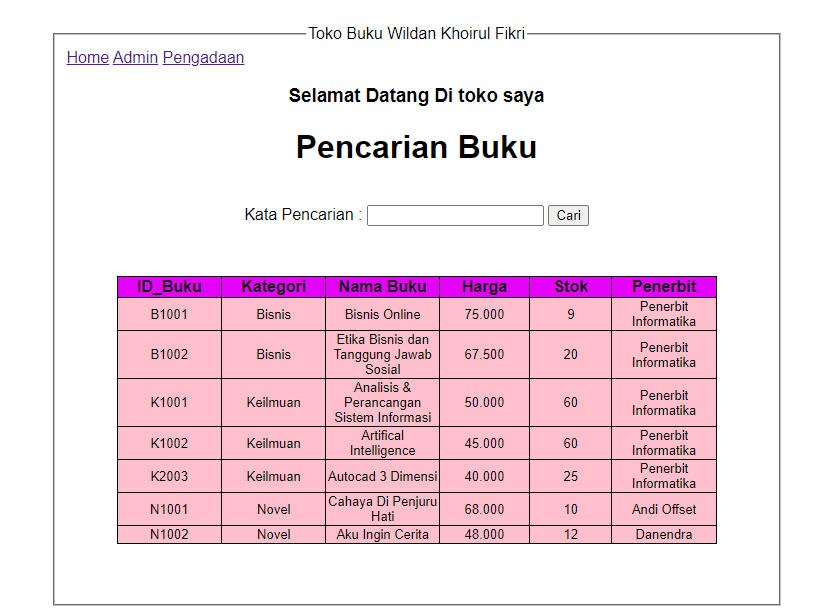 Toko Buku Wildan Khoirul Fikri
Home Admin Pengadaan
Selamat Datang Di toko saya
Pencarian Buku
Kata Pencarian : Cari
ID_Buku Kategori Nama Buku Harga Stok Penerbit
B1001 Bisnis Bisnis Online 75.000 9 Penerbit
Informatika
B1002 Bisnis Etika Bisnis dan
Tanggung Jawab
Sosial 67.500 20 Penerbit
Informatika
K1001 Keilmuan Analisis &
Perancangan
Sistem Informasi 50.000 60 Penerbit
Informatika
K1002 Keilmuan Artifical
Intelligence 45.000 60 Penerbit
Informatika
K2003 Keilmuan Autocad 3 Dimensi 40.000 25 Penerbit
Informatika
N1001 Novel Cahaya Di Penjuru
Hati 68.000 10 Andi Offset
N1002 Novel Aku Ingin Cerita 48.000 12 Danendra